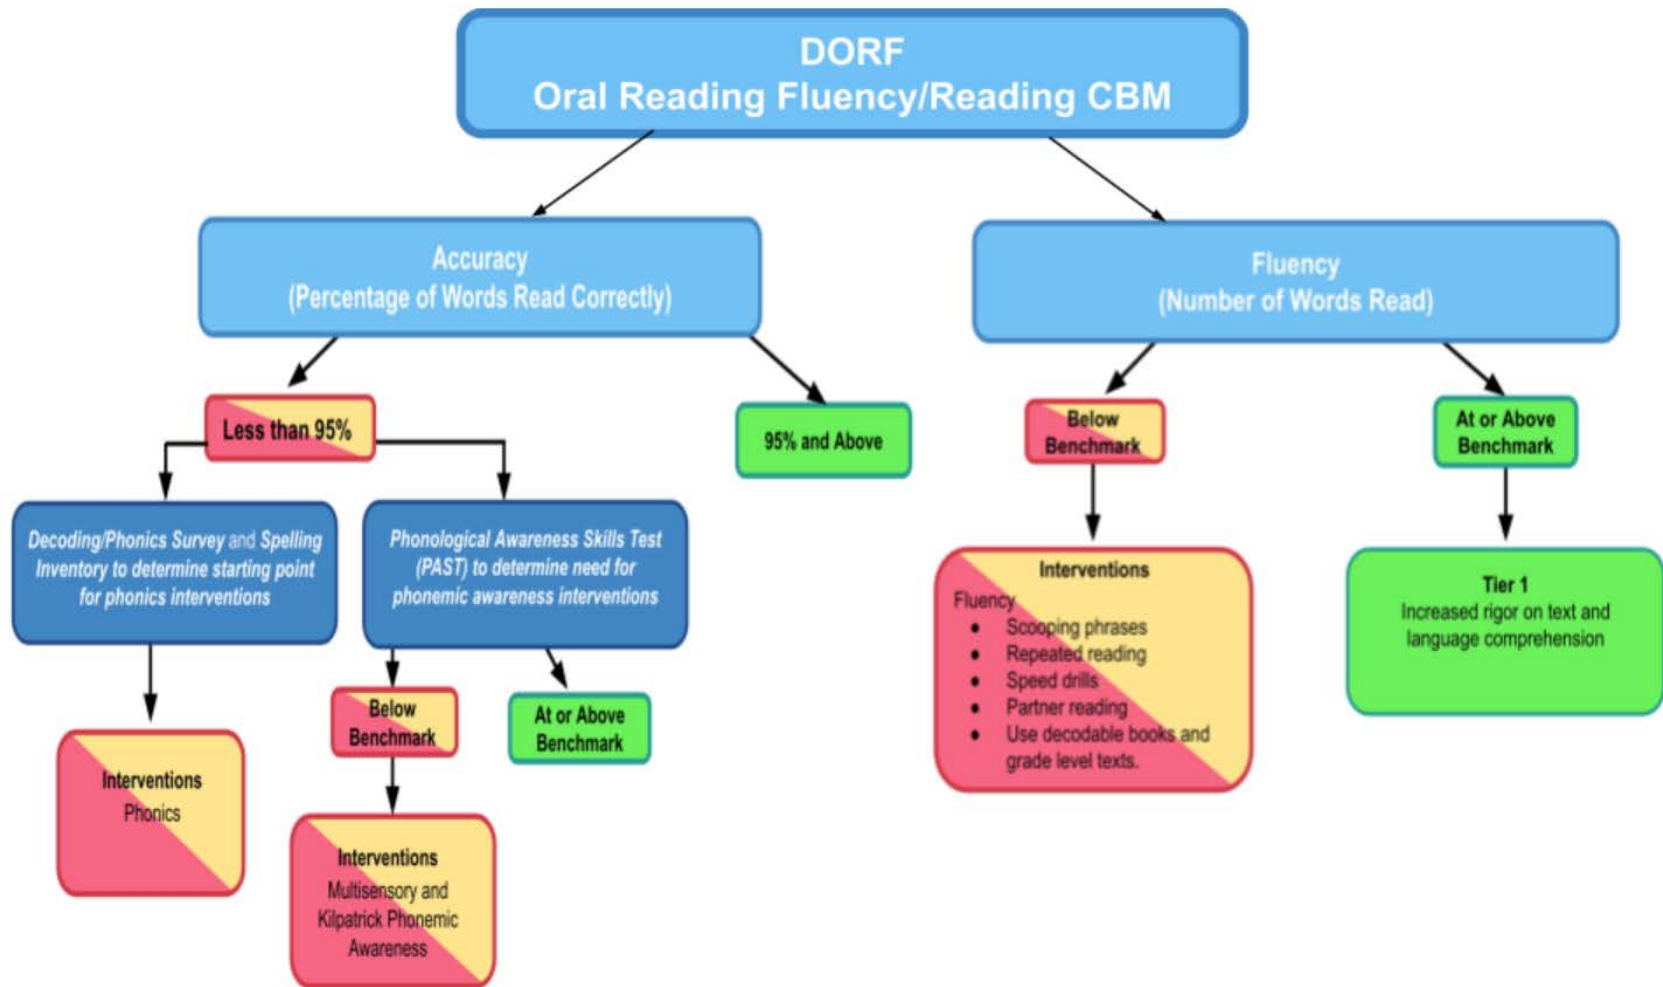 DORF
Oral Reading Fluency/Reading CBM
Accuracy
(Percentage of Words Read Correctly)
Fluency
(Number of Words Read)
Less than 95%
95% and Above
Below
Benchmark
At or Above
Benchmark
Decoding/Phonics Survey and Spelling
Inventory to determine starting point
for phonics interventions
Phonological Awareness Skills Test
(PAST) to determine need for
phonemic awareness interventions
Interventions
Fluency
● Scooping phrases
● Repeated reading
● Speed drills
● Partner reading
● Use decodable books and
grade level texts.
Tier 1
Increased rigor on text and
language comprehension
Below
Benchmark
At or Above
Benchmark
Interventions
Phonics
Interventions
Multisensory and
Kilpatrick Phonemic
Awareness